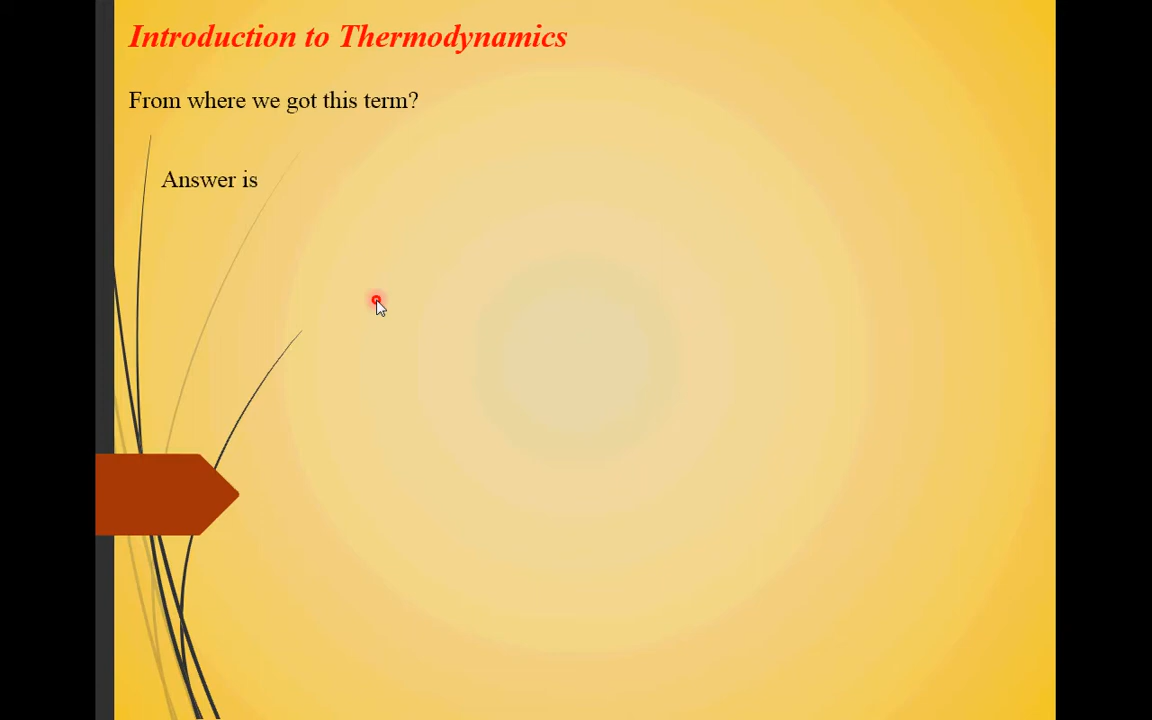 Introduction to Thermodynamics
From where we got this term?
Answer is